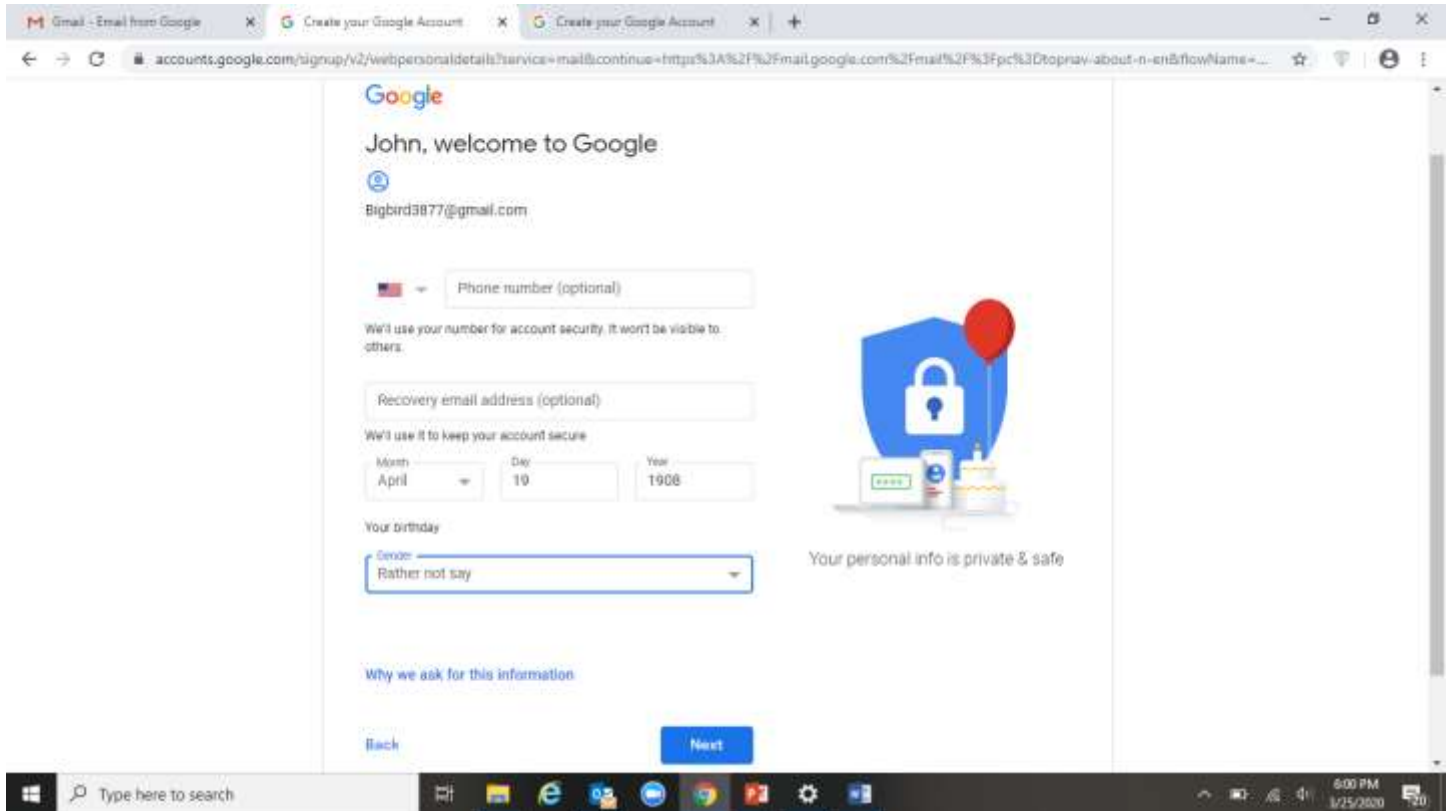 Gmail - Email from Google
Create your Google Account
Create your Google Account
accounts.google.com/signup/v2/webpersonaldetails?service=mail&continue=https%3A%2F%2Fmail.google.com%2Fmail%2F%3Fpc%3Dtopnav-about-n-en&flowName=...
Google
John, welcome to Google
Bigbird3877@gmail.com
Phone number (optional)
We'll use your number for account security. It won't be visible to
others.
Recovery email address (optional)
We'll use it to keep your account secure
Month Day Year
April 19 1908
Your birthday
Gender
Rather not say
Your personal info is private & safe
Why we ask for this information
Back Next
Type here to search
6:00 PM
3/25/2020
20